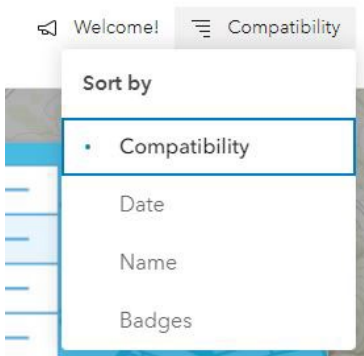 Welcome! Compatibility
Sort by
Compatibility
Date
Name
Badges